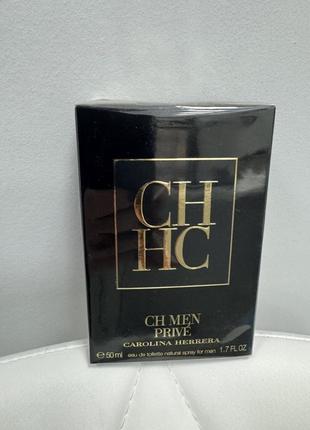 CH
HC
CH MEN
PRIVÉ
CAROLINA HERRERA
℮ 50 ml eau de toilette natural spray for men 1.7 FL OZ